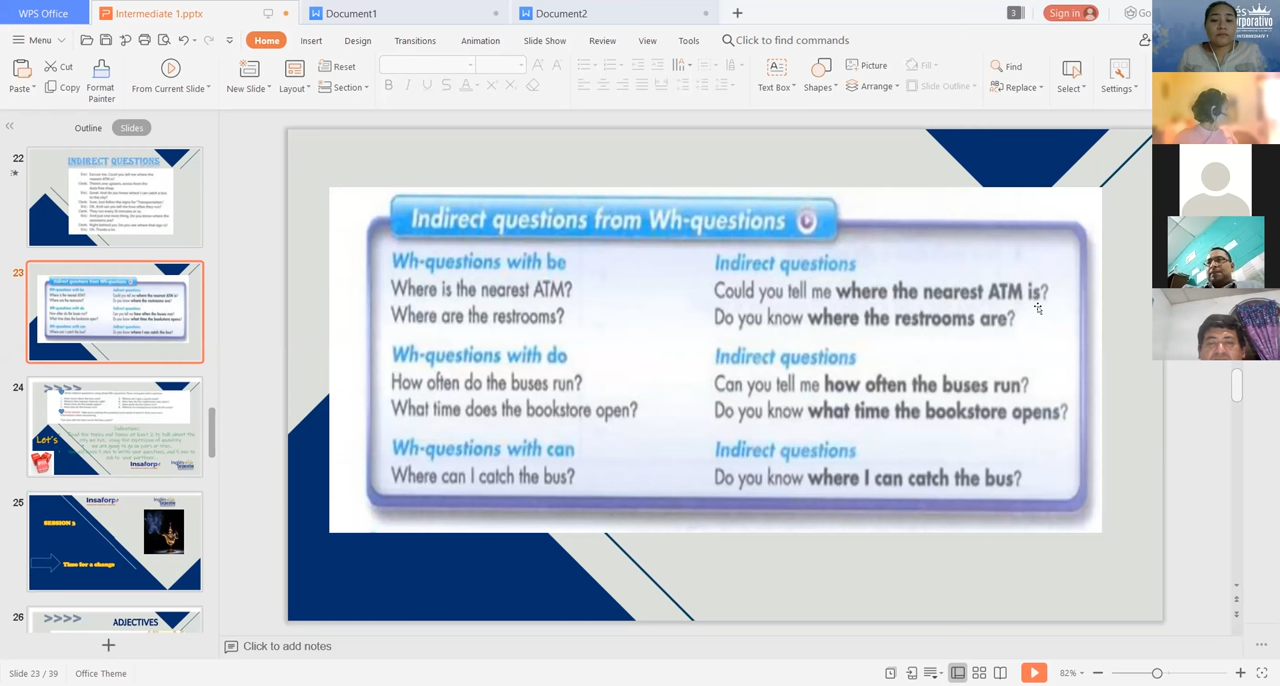 WPS Office
Intermediate 1.pptx
Document1
Document2
3
Sign in
Go
Menu
Home
Insert
Design
Transitions
Animation
Slide Show
Review
View
Tools
Click to find commands
Paste
Cut
Copy
Format Painter
From Current Slide
New Slide
Layout
Reset
Section
Text Box
Shapes
Picture
Arrange
Fill
Slide Outline
Find
Replace
Select
Settings
Outline
Slides
22
INDIRECT QUESTIONS
23
24
Let's
Insaforp
25
Insaforp
SESSION 3
Time for a change
26
ADJECTIVES
Indirect questions from Wh-questions
Wh-questions with be
Where is the nearest ATM?
Where are the restrooms?
Indirect questions
Could you tell me where the nearest ATM is?
Do you know where the restrooms are?
Wh-questions with do
How often do the buses run?
What time does the bookstore open?
Indirect questions
Can you tell me how often the buses run?
Do you know what time the bookstore opens?
Wh-questions with can
Where can I catch the bus?
Indirect questions
Do you know where I can catch the bus?
Click to add notes
Slide 23 / 39
Office Theme
82%